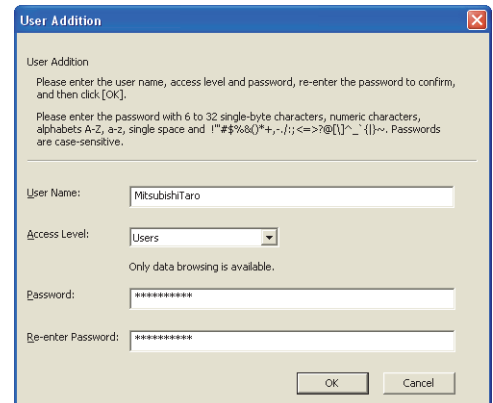 User Addition
User Addition
Please enter the user name, access level and password, re-enter the password to confirm,
and then click [OK].
Please enter the password with 6 to 32 single-byte characters, numeric characters,
alphabets A-Z, a-z, single space and !"'#$%&()*+,-./:;<=>?@[\]^_`{|}~. Passwords
are case-sensitive.
User Name: MitsubishiTaro
Access Level: Users
Only data browsing is available.
Password: **********
Re-enter Password: **********
OK Cancel